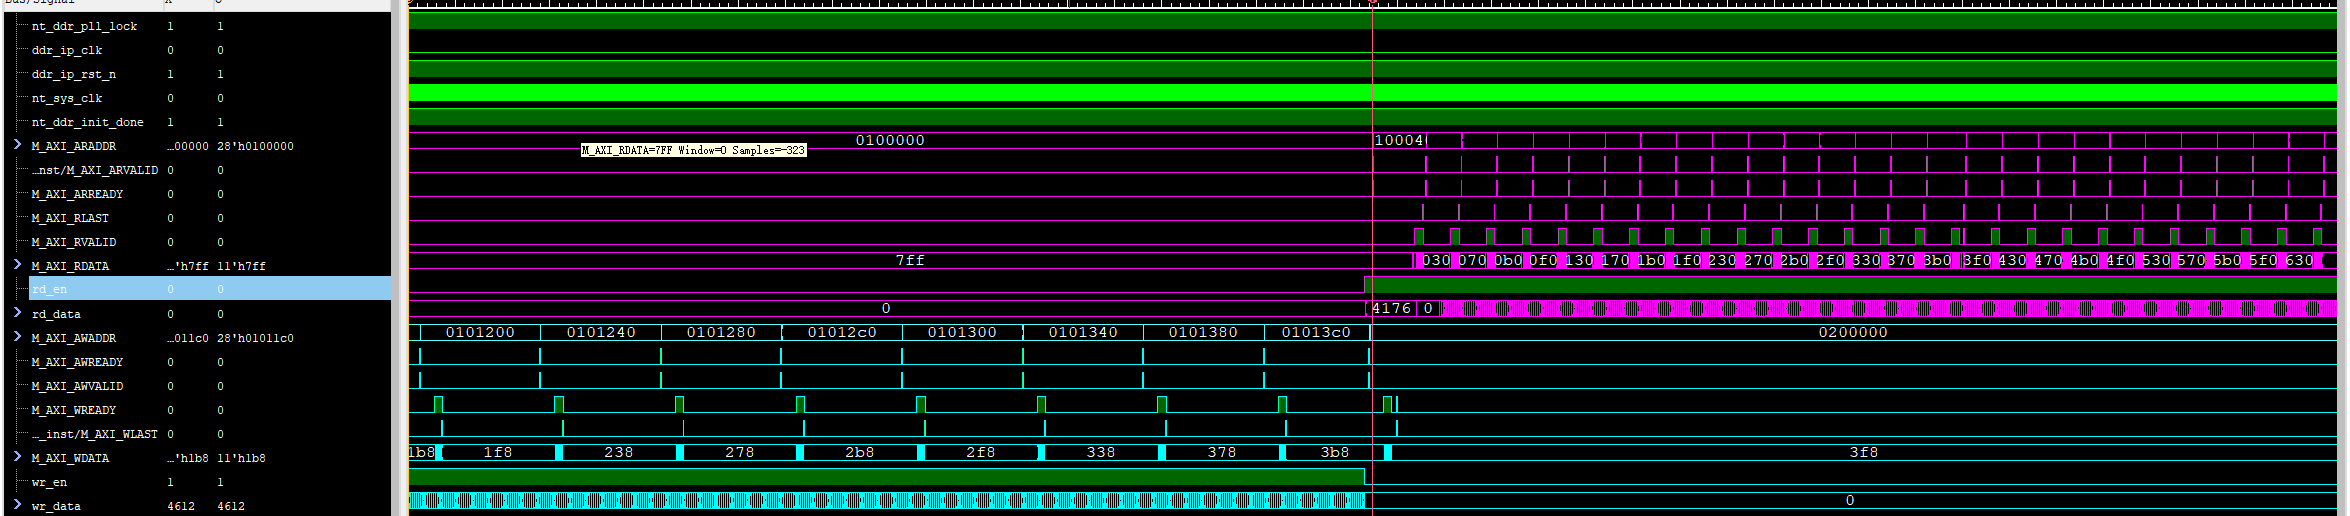 Bus/Signal X O
nt_ddr_pll_lock 1 1
ddr_ip_clk 0 0
ddr_ip_rst_n 1 1
nt_sys_clk 0 0
nt_ddr_init_done 1 1
M_AXI_ARADDR …00000 28'h0100000 0100000 10004
M_AXI_RDATA=7FF Window=0 Samples=-323
…nst/M_AXI_ARVALID 0 0
M_AXI_ARREADY 0 0
M_AXI_RLAST 0 0
M_AXI_RVALID 0 0
M_AXI_RDATA …'h7ff 11'h7ff 7ff 030 070 0b0 0f0 130 170 1b0 1f0 230 270 2b0 2f0 330 370 3b0 3f0 430 470 4b0 4f0 530 570 5b0 5f0 630
rd_en 0 0
rd_data 0 0 0 4176 0
M_AXI_AWADDR …011c0 28'h01011c0 0101200 0101240 0101280 01012c0 0101300 0101340 0101380 01013c0 0200000
M_AXI_AWREADY 0 0
M_AXI_AWVALID 0 0
M_AXI_WREADY 0 0
…_inst/M_AXI_WLAST 0 0
M_AXI_WDATA …'h1b8 11'h1b8 1b8 1f8 238 278 2b8 2f8 338 378 3b8 3f8
wr_en 1 1
wr_data 4612 4612 0